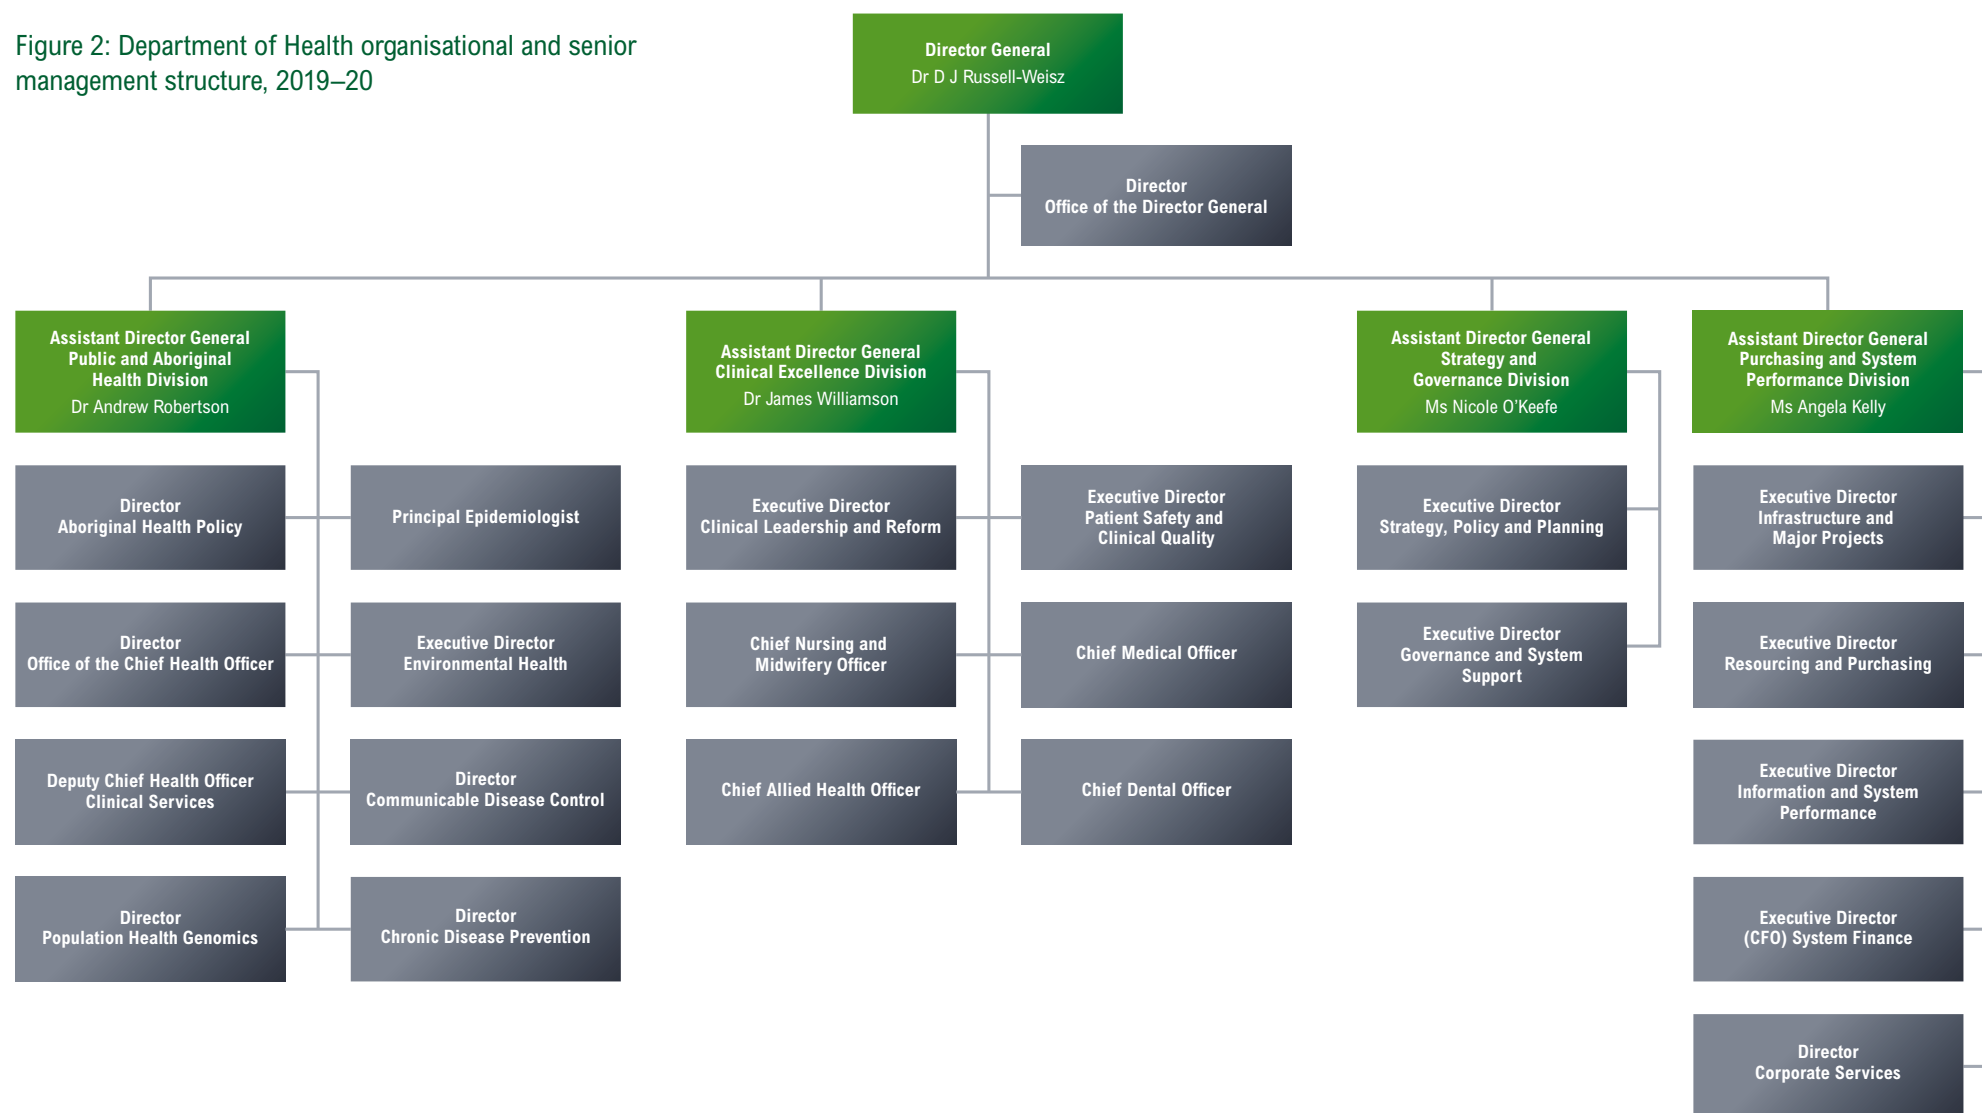 Figure 2: Department of Health organisational and senior
management structure, 2019–20
Director General
Dr D J Russell-Weisz
Director
Office of the Director General
Assistant Director General
Public and Aboriginal
Health Division
Dr Andrew Robertson
Assistant Director General
Clinical Excellence Division
Dr James Williamson
Assistant Director General
Strategy and
Governance Division
Ms Nicole O'Keefe
Assistant Director General
Purchasing and System
Performance Division
Ms Angela Kelly
Director
Aboriginal Health Policy
Principal Epidemiologist
Executive Director
Clinical Leadership and Reform
Executive Director
Patient Safety and
Clinical Quality
Executive Director
Strategy, Policy and Planning
Executive Director
Infrastructure and
Major Projects
Director
Office of the Chief Health Officer
Executive Director
Environmental Health
Chief Nursing and
Midwifery Officer
Chief Medical Officer
Executive Director
Governance and System
Support
Executive Director
Resourcing and Purchasing
Deputy Chief Health Officer
Clinical Services
Director
Communicable Disease Control
Chief Allied Health Officer
Chief Dental Officer
Executive Director
Information and System
Performance
Director
Population Health Genomics
Director
Chronic Disease Prevention
Executive Director
(CFO) System Finance
Director
Corporate Services